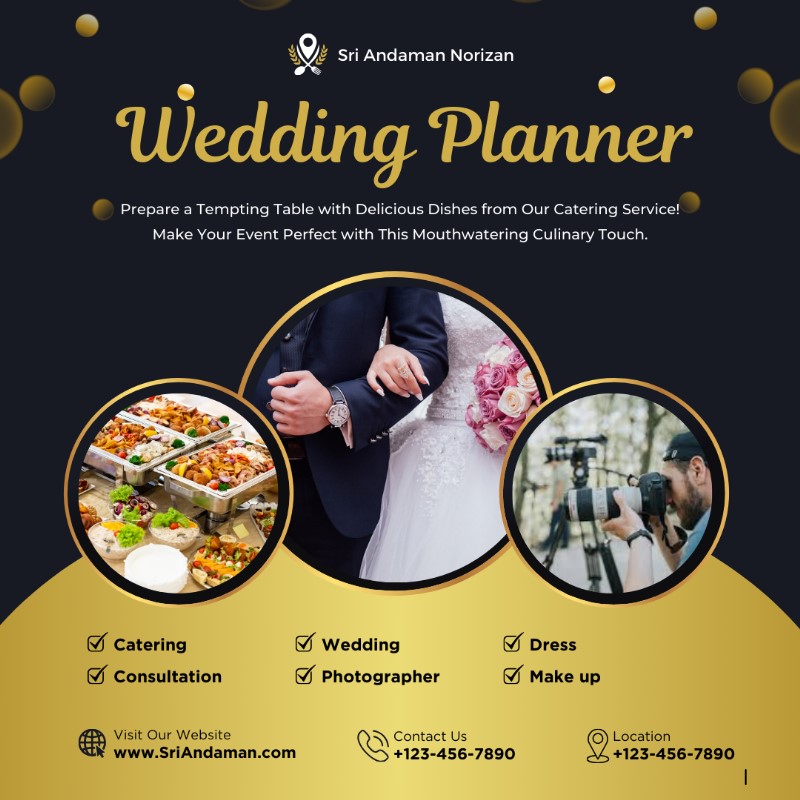 Sri Andaman Norizan
Wedding Planner
Prepare a Tempting Table with Delicious Dishes from Our Catering Service!
Make Your Event Perfect with This Mouthwatering Culinary Touch.
Catering
Wedding
Dress
Consultation
Photographer
Make up
Visit Our Website
www.SriAndaman.com
Contact Us
+123-456-7890
Location
+123-456-7890